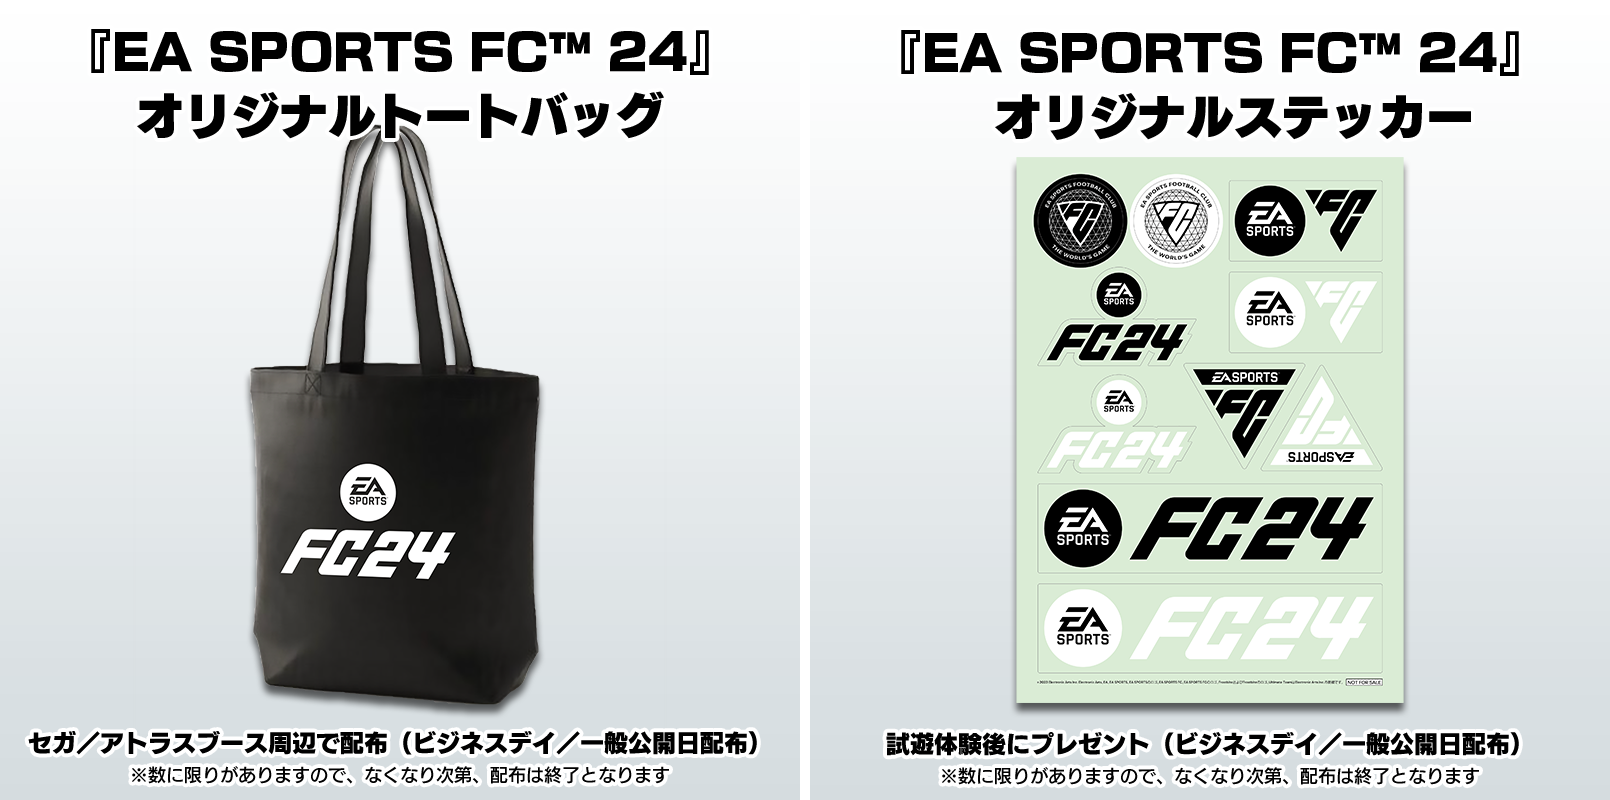 『EA SPORTS FC™ 24』
オリジナルトートバッグ
EA
SPORTS
FC24
セガ／アトラスブース周辺で配布（ビジネスデイ／一般公開日配布）
※数に限りがありますので、なくなり次第、配布は終了となります
『EA SPORTS FC™ 24』
オリジナルステッカー
EA SPORTS FOOTBALL CLUB
FC
THE WORLD'S GAME
EA SPORTS FOOTBALL CLUB
FC
THE WORLD'S GAME
EA
SPORTS
FC
EA
SPORTS
FC24
EA
SPORTS
FC
EA
SPORTS
FC24
EA SPORTS
FC
EA SPORTS
FC
EA
SPORTS
FC24
EA
SPORTS
FC24
NOT FOR SALE
試遊体験後にプレゼント（ビジネスデイ／一般公開日配布）
※数に限りがありますので、なくなり次第、配布は終了となります